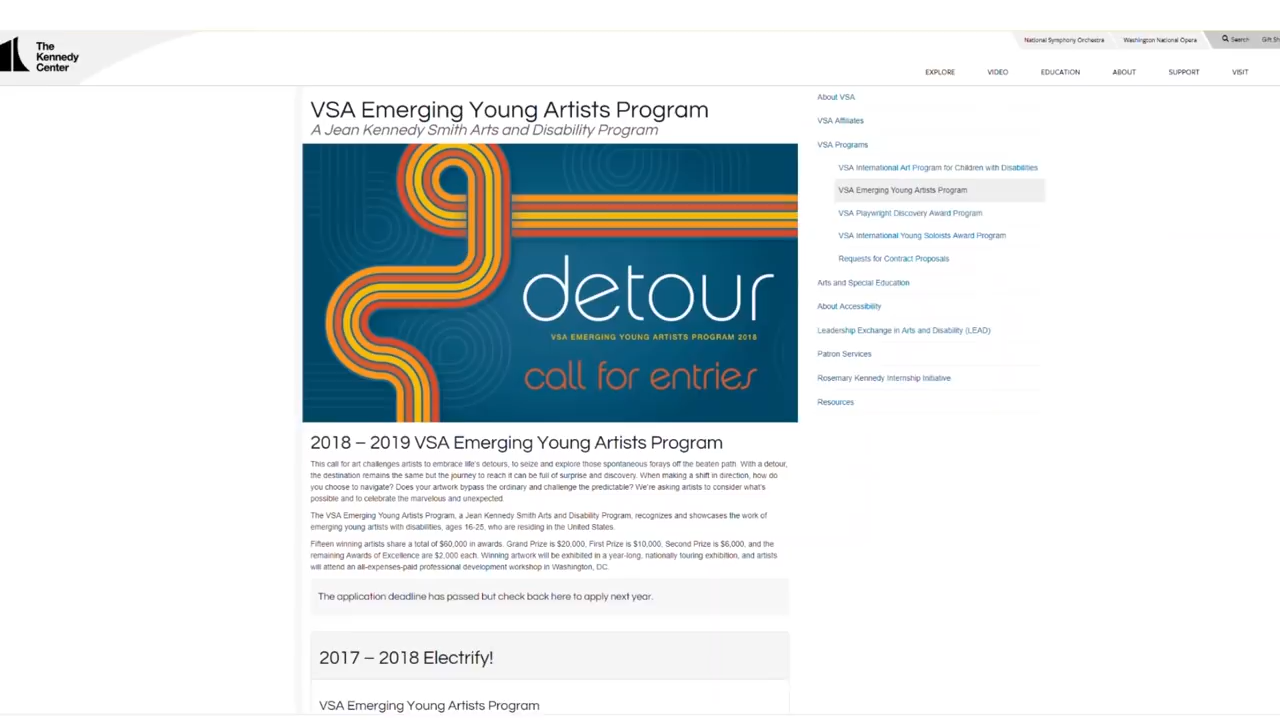 The
Kennedy
Center
National Symphony Orchestra
Washington National Opera
Search
Gift
EXPLORE
VIDEO
EDUCATION
ABOUT
SUPPORT
VISIT
VSA Emerging Young Artists Program
A Jean Kennedy Smith Arts and Disability Program
detour
VSA EMERGING YOUNG ARTISTS PROGRAM 2018
call for entries
2018 – 2019 VSA Emerging Young Artists Program
This call for art challenges artists to embrace life's detours, to seize and explore those spontaneous forays off the beaten path. With a detour,
the destination remains the same but the journey to reach it can be full of surprise and discovery. When making a shift in direction, how do
you choose to navigate? Does your artwork bypass the ordinary and challenge the predictable? We're asking artists to consider what's
possible and to celebrate the marvelous and unexpected.
The VSA Emerging Young Artists Program, a Jean Kennedy Smith Arts and Disability Program, recognizes and showcases the work of
emerging young artists with disabilities, ages 16-25, who are residing in the United States.
Fifteen winning artists share a total of $60,000 in awards. Grand Prize is $20,000, First Prize is $10,000, Second Prize is $6,000, and the
remaining Awards of Excellence are $2,000 each. Winning artwork will be exhibited in a year-long, nationally touring exhibition, and artists
will attend an all-expenses-paid professional development workshop in Washington, DC.
The application deadline has passed but check back here to apply next year.
2017 – 2018 Electrify!
VSA Emerging Young Artists Program
About VSA
VSA Affiliates
VSA Programs
VSA International Art Program for Children with Disabilities
VSA Emerging Young Artists Program
VSA Playwright Discovery Award Program
VSA International Young Soloists Award Program
Requests for Contract Proposals
Arts and Special Education
About Accessibility
Leadership Exchange in Arts and Disability (LEAD)
Patron Services
Rosemary Kennedy Internship Initiative
Resources